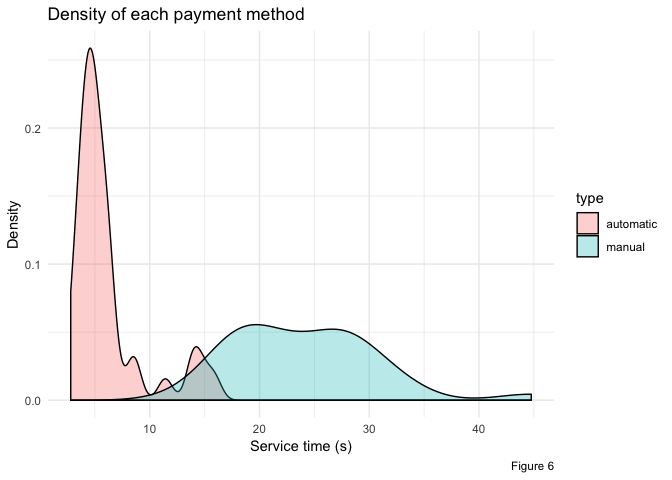 Density of each payment method
0.2
0.1
0.0
Density
10 20 30 40
Service time (s)
type
automatic
manual
Figure 6